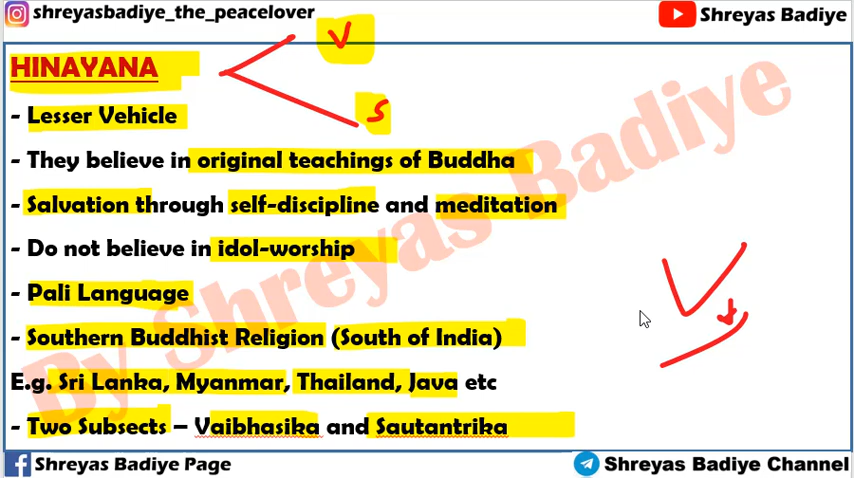 shreyasbadiye_the_peacelover
Shreyas Badiye
V
HINAYANA
S
- Lesser Vehicle
- They believe in original teachings of Buddha
- Salvation through self-discipline and meditation
- Do not believe in idol-worship
- Pali Language
- Southern Buddhist Religion (South of India)
E.g. Sri Lanka, Myanmar, Thailand, Java etc
- Two Subsects – Vaibhasika and Sautantrika
By Shreyas Badiye
Shreyas Badiye Page
Shreyas Badiye Channel